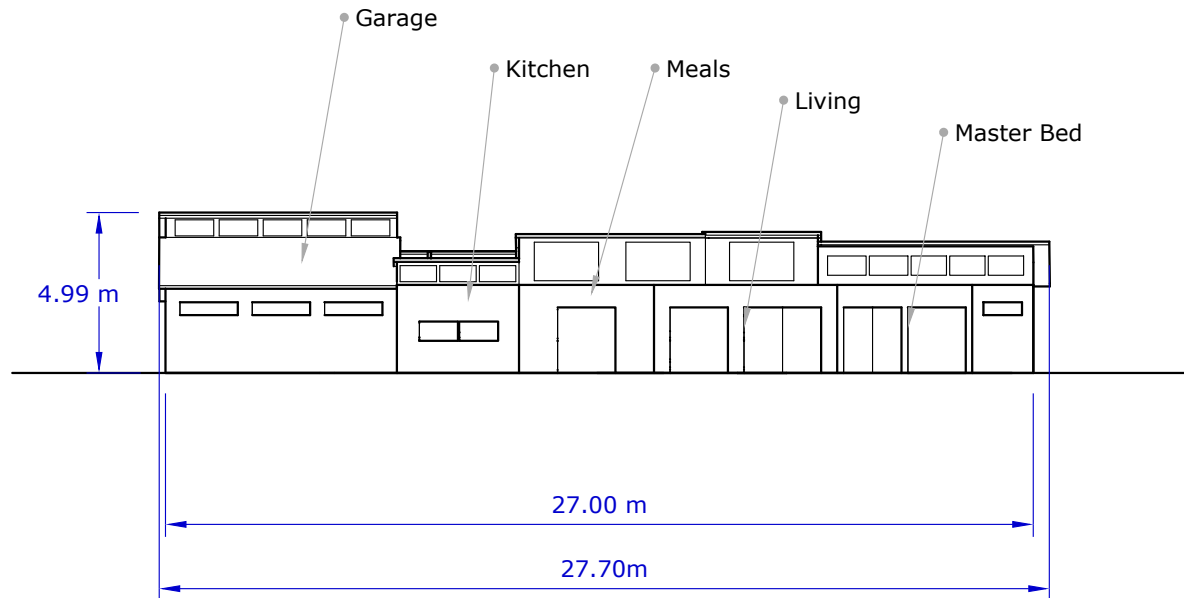 Garage
Kitchen
Meals
Living
Master Bed
4.99 m
27.00 m
27.70m